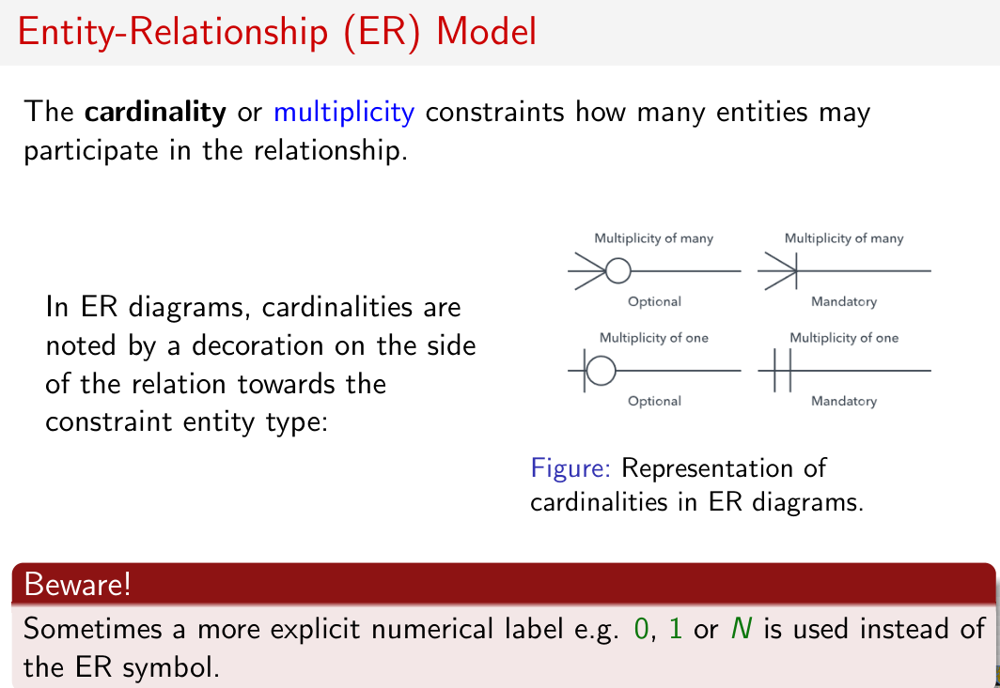 Entity-Relationship (ER) Model
The cardinality or multiplicity constraints how many entities may
participate in the relationship.
In ER diagrams, cardinalities are
noted by a decoration on the side
of the relation towards the
constraint entity type:
Multiplicity of many
Optional
Multiplicity of many
Mandatory
Multiplicity of one
Optional
Multiplicity of one
Mandatory
Figure: Representation of
cardinalities in ER diagrams.
Beware!
Sometimes a more explicit numerical label e.g. 0, 1 or N is used instead of
the ER symbol.